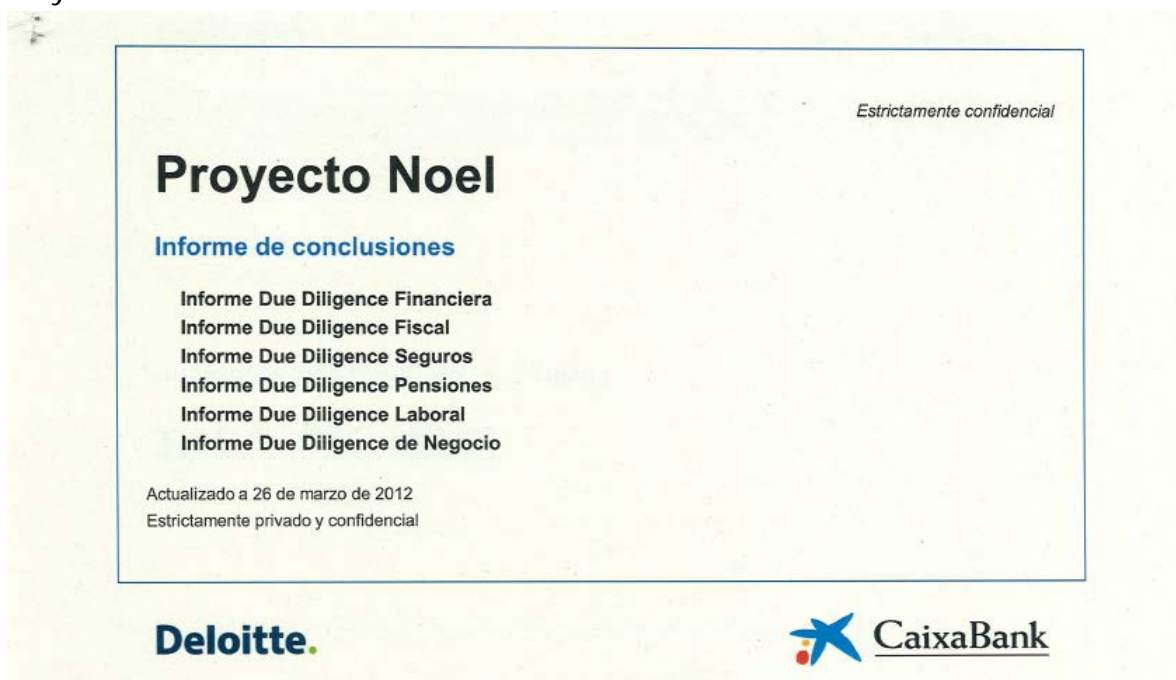 Estrictamente confidencial
Proyecto Noel
Informe de conclusiones
Informe Due Diligence Financiera
Informe Due Diligence Fiscal
Informe Due Diligence Seguros
Informe Due Diligence Pensiones
Informe Due Diligence Laboral
Informe Due Diligence de Negocio
Actualizado a 26 de marzo de 2012
Estrictamente privado y confidencial
Deloitte.
CaixaBank